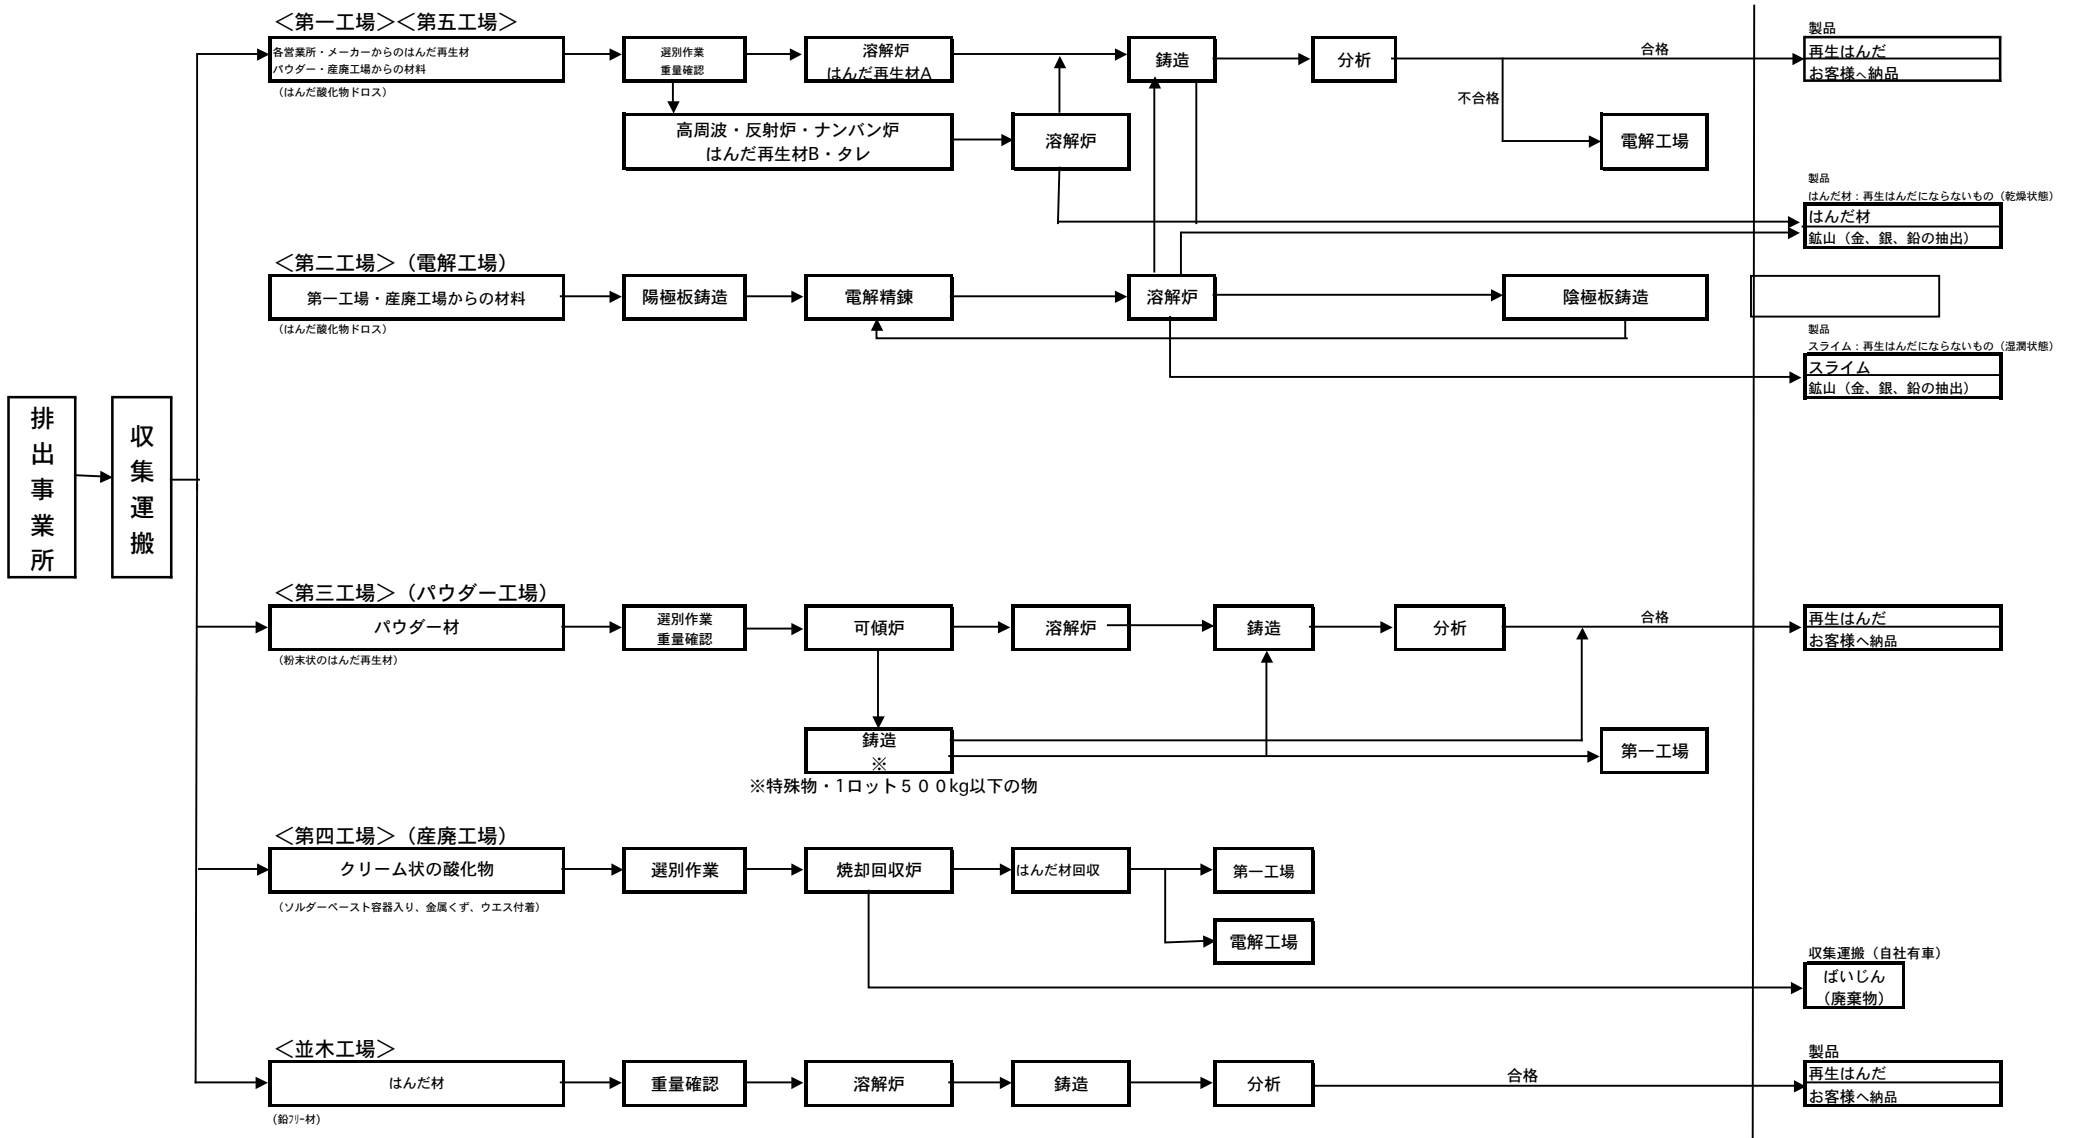 排
出
事
業
所
収
集
運
搬
＜第一工場＞＜第五工場＞
各営業所・メーカーからのはんだ再生材
パウダー・産廃工場からの材料
（はんだ酸化物ドロス）
選別作業
重量確認
溶解炉
はんだ再生材A
高周波・反射炉・ナンバン炉
はんだ再生材B・タレ
溶解炉
鋳造
分析
合格
不合格
電解工場
製品
再生はんだ
お客様へ納品
製品
はんだ材：再生はんだにならないもの（乾燥状態）
はんだ材
鉱山（金、銀、鉛の抽出）
＜第二工場＞（電解工場）
第一工場・産廃工場からの材料
（はんだ酸化物ドロス）
陽極板鋳造
電解精錬
溶解炉
陰極板鋳造
製品
スライム：再生はんだにならないもの（湿潤状態）
スライム
鉱山（金、銀、鉛の抽出）
＜第三工場＞（パウダー工場）
パウダー材
（粉末状のはんだ再生材）
選別作業
重量確認
可傾炉
溶解炉
鋳造
分析
合格
再生はんだ
お客様へ納品
鋳造
※
※特殊物・1ロット５００kg以下の物
第一工場
＜第四工場＞（産廃工場）
クリーム状の酸化物
（ソルダーペースト容器入り、金属くず、ウエス付着）
選別作業
焼却回収炉
はんだ材回収
第一工場
電解工場
収集運搬（自社有車）
ばいじん
（廃棄物）
＜並木工場＞
はんだ材
（鉛ﾌﾘｰ材）
重量確認
溶解炉
鋳造
分析
合格
製品
再生はんだ
お客様へ納品